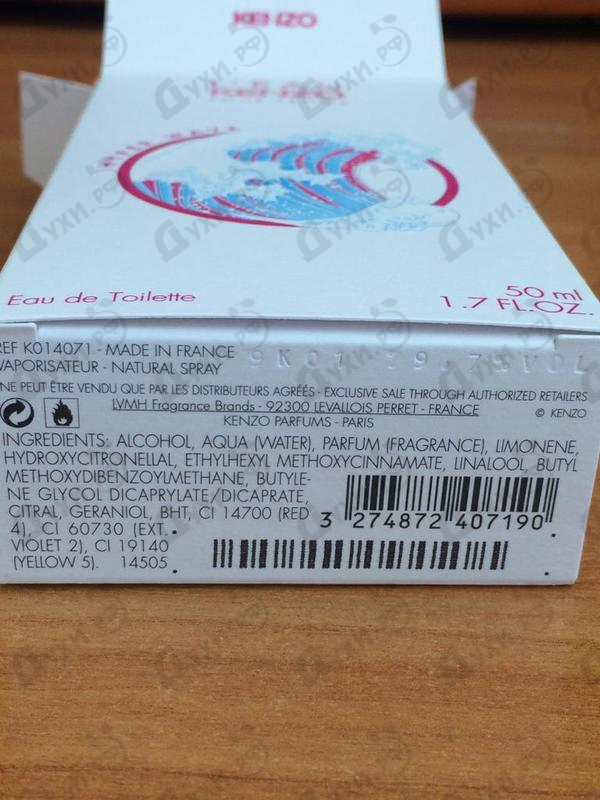 KENZO
Eau de Toilette
50 ml
1.7 FL.OZ.
REF K014071 - MADE IN FRANCE
VAPORISATEUR - NATURAL SPRAY
NE PEUT ÊTRE VENDU QUE PAR LES DISTRIBUTEURS AGRÉÉS - EXCLUSIVE SALE THROUGH AUTHORIZED RETAILERS
LVMH Fragrance Brands - 92300 LEVALLOIS PERRET - FRANCE
© KENZO
KENZO PARFUMS - PARIS
INGREDIENTS: ALCOHOL, AQUA (WATER), PARFUM (FRAGRANCE), LIMONENE,
HYDROXYCITRONELLAL, ETHYLHEXYL METHOXYCINNAMATE, LINALOOL, BUTYL
METHOXYDIBENZOYLMETHANE, BUTYLE-
NE GLYCOL DICAPRYLATE/DICAPRATE,
CITRAL, GERANIOL, BHT, CI 14700 (RED
4), CI 60730 (EXT.
VIOLET 2), CI 19140
(YELLOW 5). 14505
3 274872 407190
Духи.рф